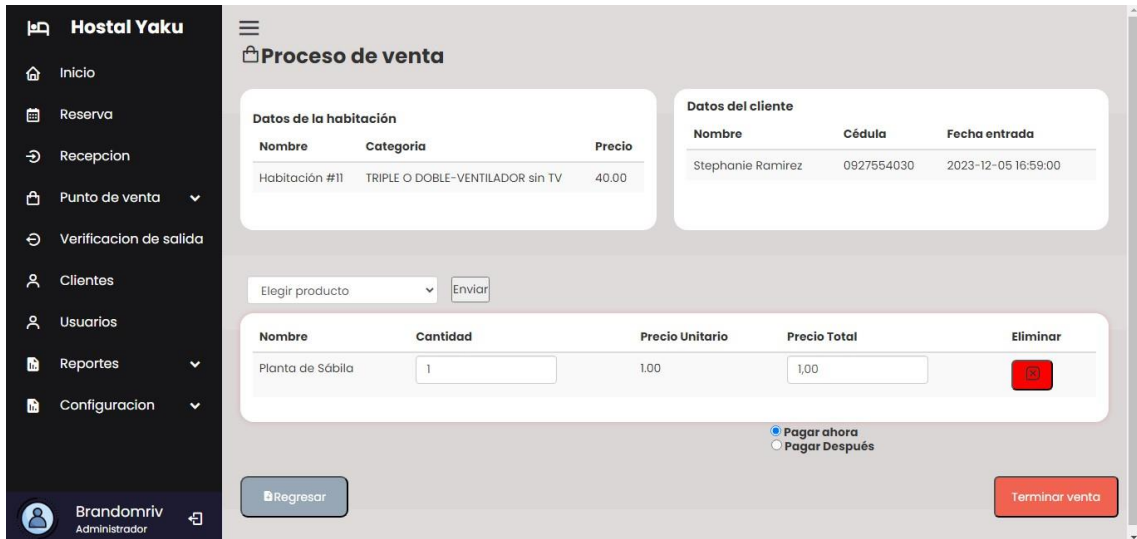 Hostal Yaku
Inicio
Reserva
Recepcion
Punto de venta
Verificacion de salida
Clientes
Usuarios
Reportes
Configuracion
Brandomriv
Administrador
Proceso de venta
Datos de la habitación
Nombre Categoria Precio
Habitación #11 TRIPLE O DOBLE-VENTILADOR sin TV 40.00
Datos del cliente
Nombre Cédula Fecha entrada
Stephanie Ramirez 0927554030 2023-12-05 16:59:00
Elegir producto Enviar
Nombre Cantidad Precio Unitario Precio Total Eliminar
Planta de Sábila 1 1.00 1,00
Pagar ahora
Pagar Después
Regresar Terminar venta